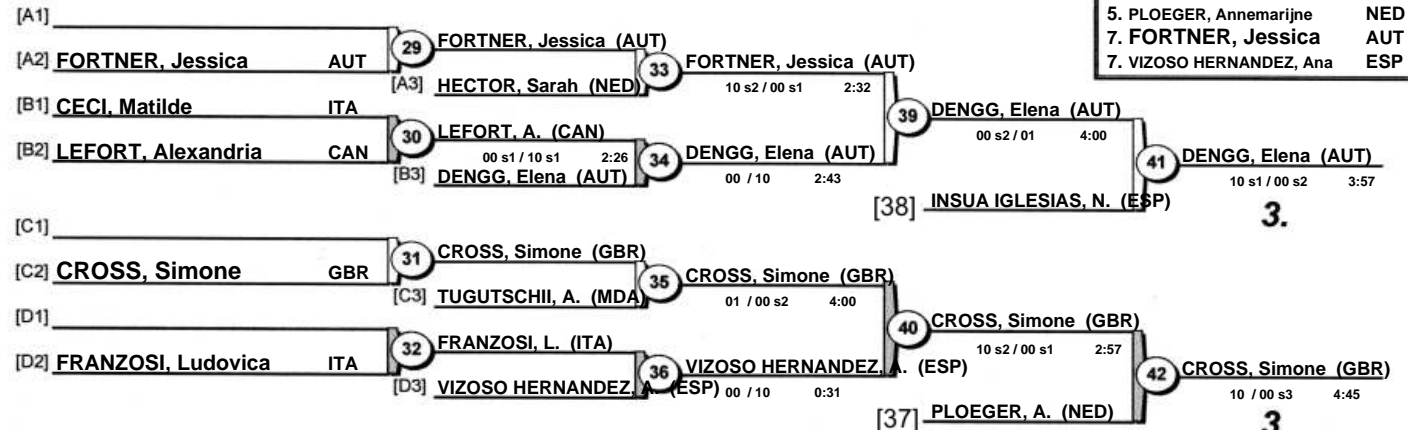 5. PLOEGER, Annemarijne NED
7. FORTNER, Jessica AUT
7. VIZOSO HERNANDEZ, Ana ESP
[A1]
[A2] FORTNER, Jessica AUT
29
FORTNER, Jessica (AUT)
[A3] HECTOR, Sarah (NED)
33
FORTNER, Jessica (AUT)
10 s2 / 00 s1 2:32
[B1] CECI, Matilde ITA
[B2] LEFORT, Alexandria CAN
30
LEFORT, A. (CAN)
00 s1 / 10 s1 2:26
[B3] DENGG, Elena (AUT)
34
DENGG, Elena (AUT)
00 / 10 2:43
39
DENGG, Elena (AUT)
00 s2 / 01 4:00
[38] INSUA IGLESIAS, N. (ESP)
41
DENGG, Elena (AUT)
10 s1 / 00 s2 3:57
3.
[C1]
[C2] CROSS, Simone GBR
31
CROSS, Simone (GBR)
[C3] TUGUTSCHII, A. (MDA)
35
CROSS, Simone (GBR)
01 / 00 s2 4:00
[D1]
[D2] FRANZOSI, Ludovica ITA
32
FRANZOSI, L. (ITA)
[D3] VIZOSO HERNANDEZ, A. (ESP)
36
VIZOSO HERNANDEZ, A. (ESP)
00 / 10 0:31
40
CROSS, Simone (GBR)
10 s2 / 00 s1 2:57
[37] PLOEGER, A. (NED)
42
CROSS, Simone (GBR)
10 / 00 s3 4:45
3